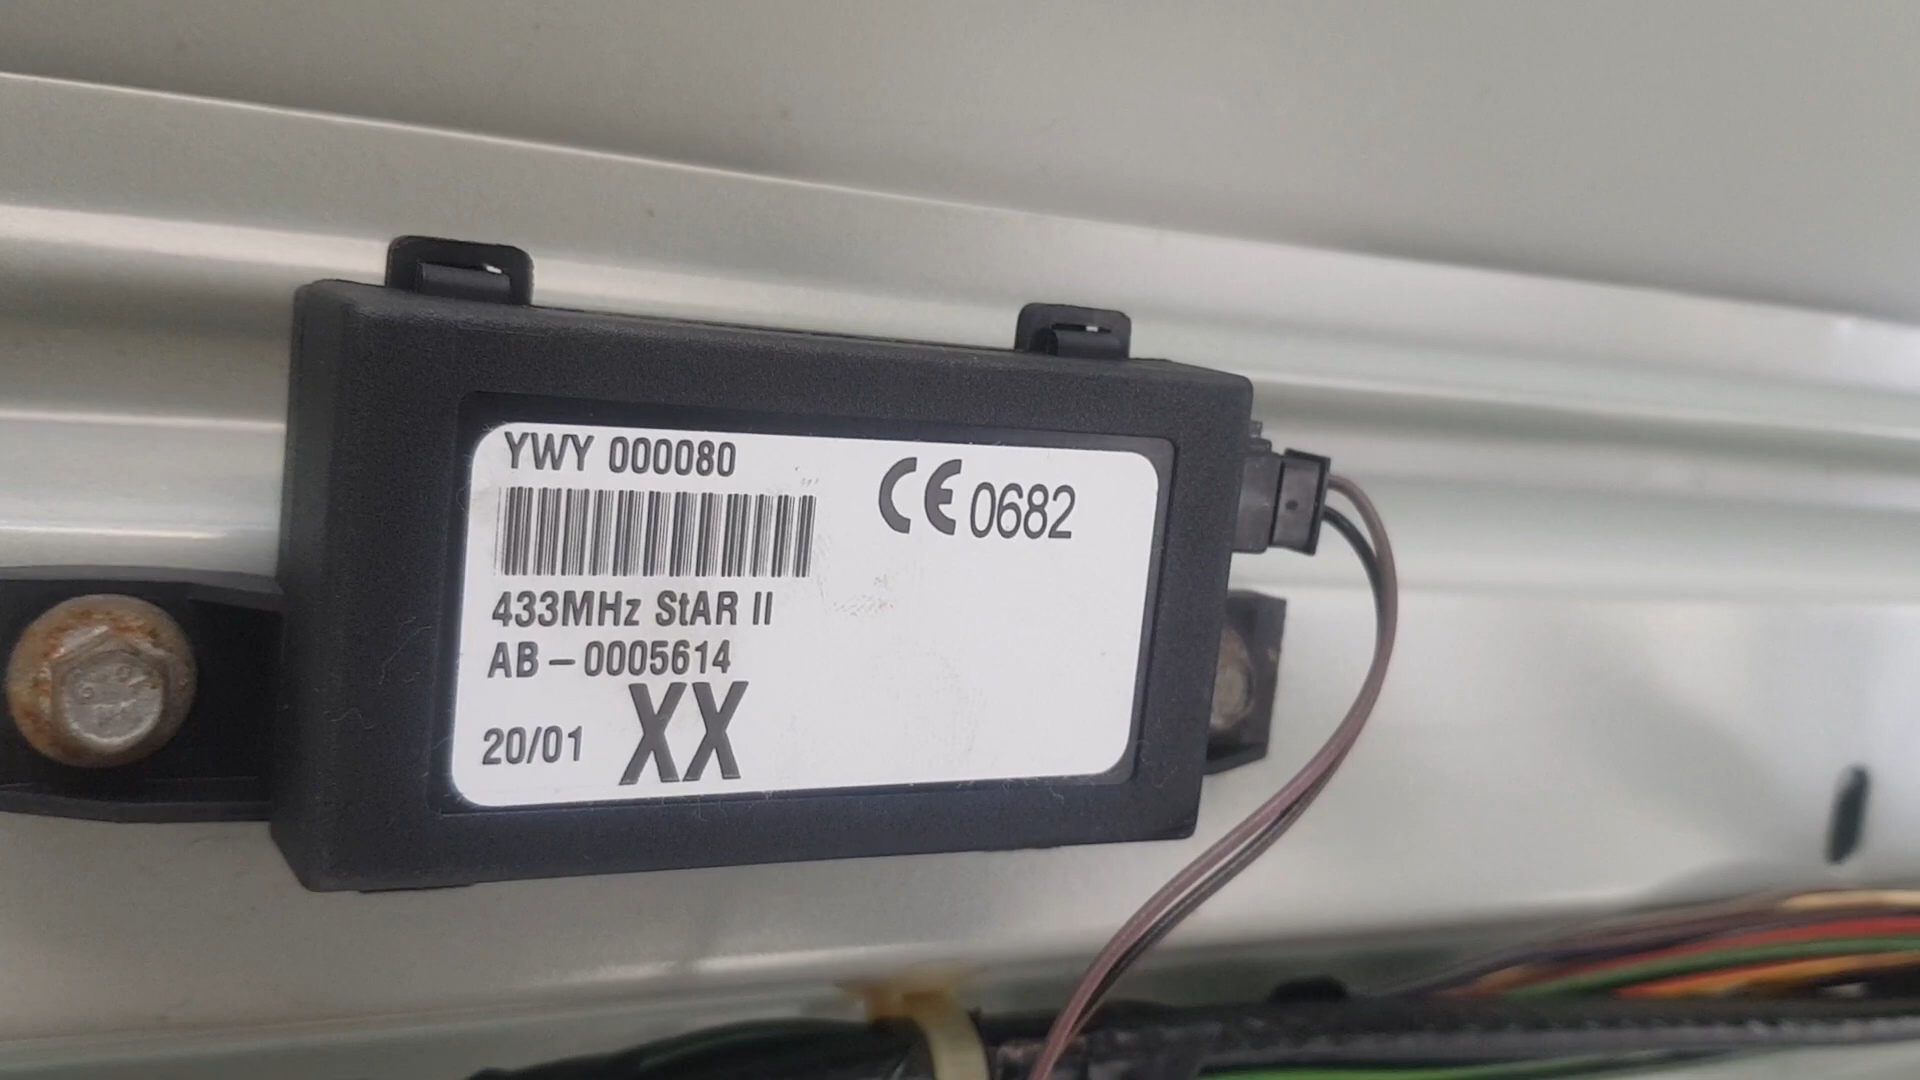 YWY 000080
CE 0682
433MHz StAR II
AB-0005614
20/01 XX